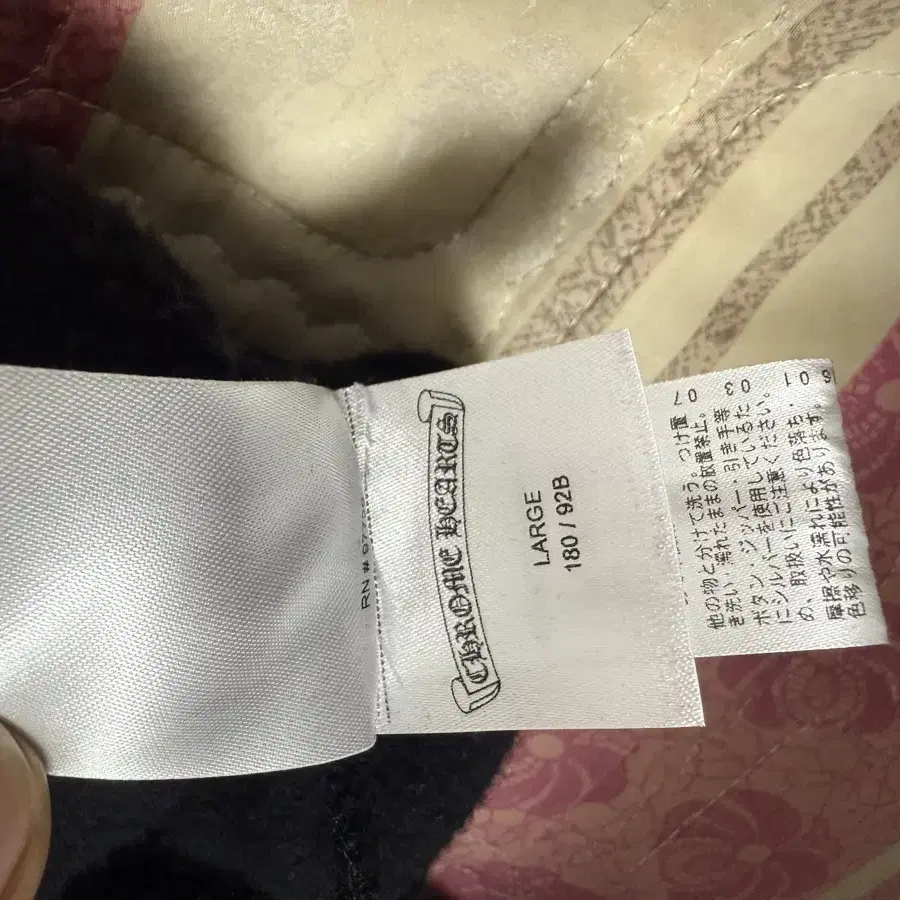 CHROME HEARTS
LARGE
180 / 92B
RN #
他の物と分けて洗う。つけ置
き洗い・濡れたままの放置禁止。
ボタン・ジッパー・引き手等
にシルバーを使用しているた
め、取扱いにご注意ください。
摩擦や水濡れにより色落ち・
色移りの可能性があります。